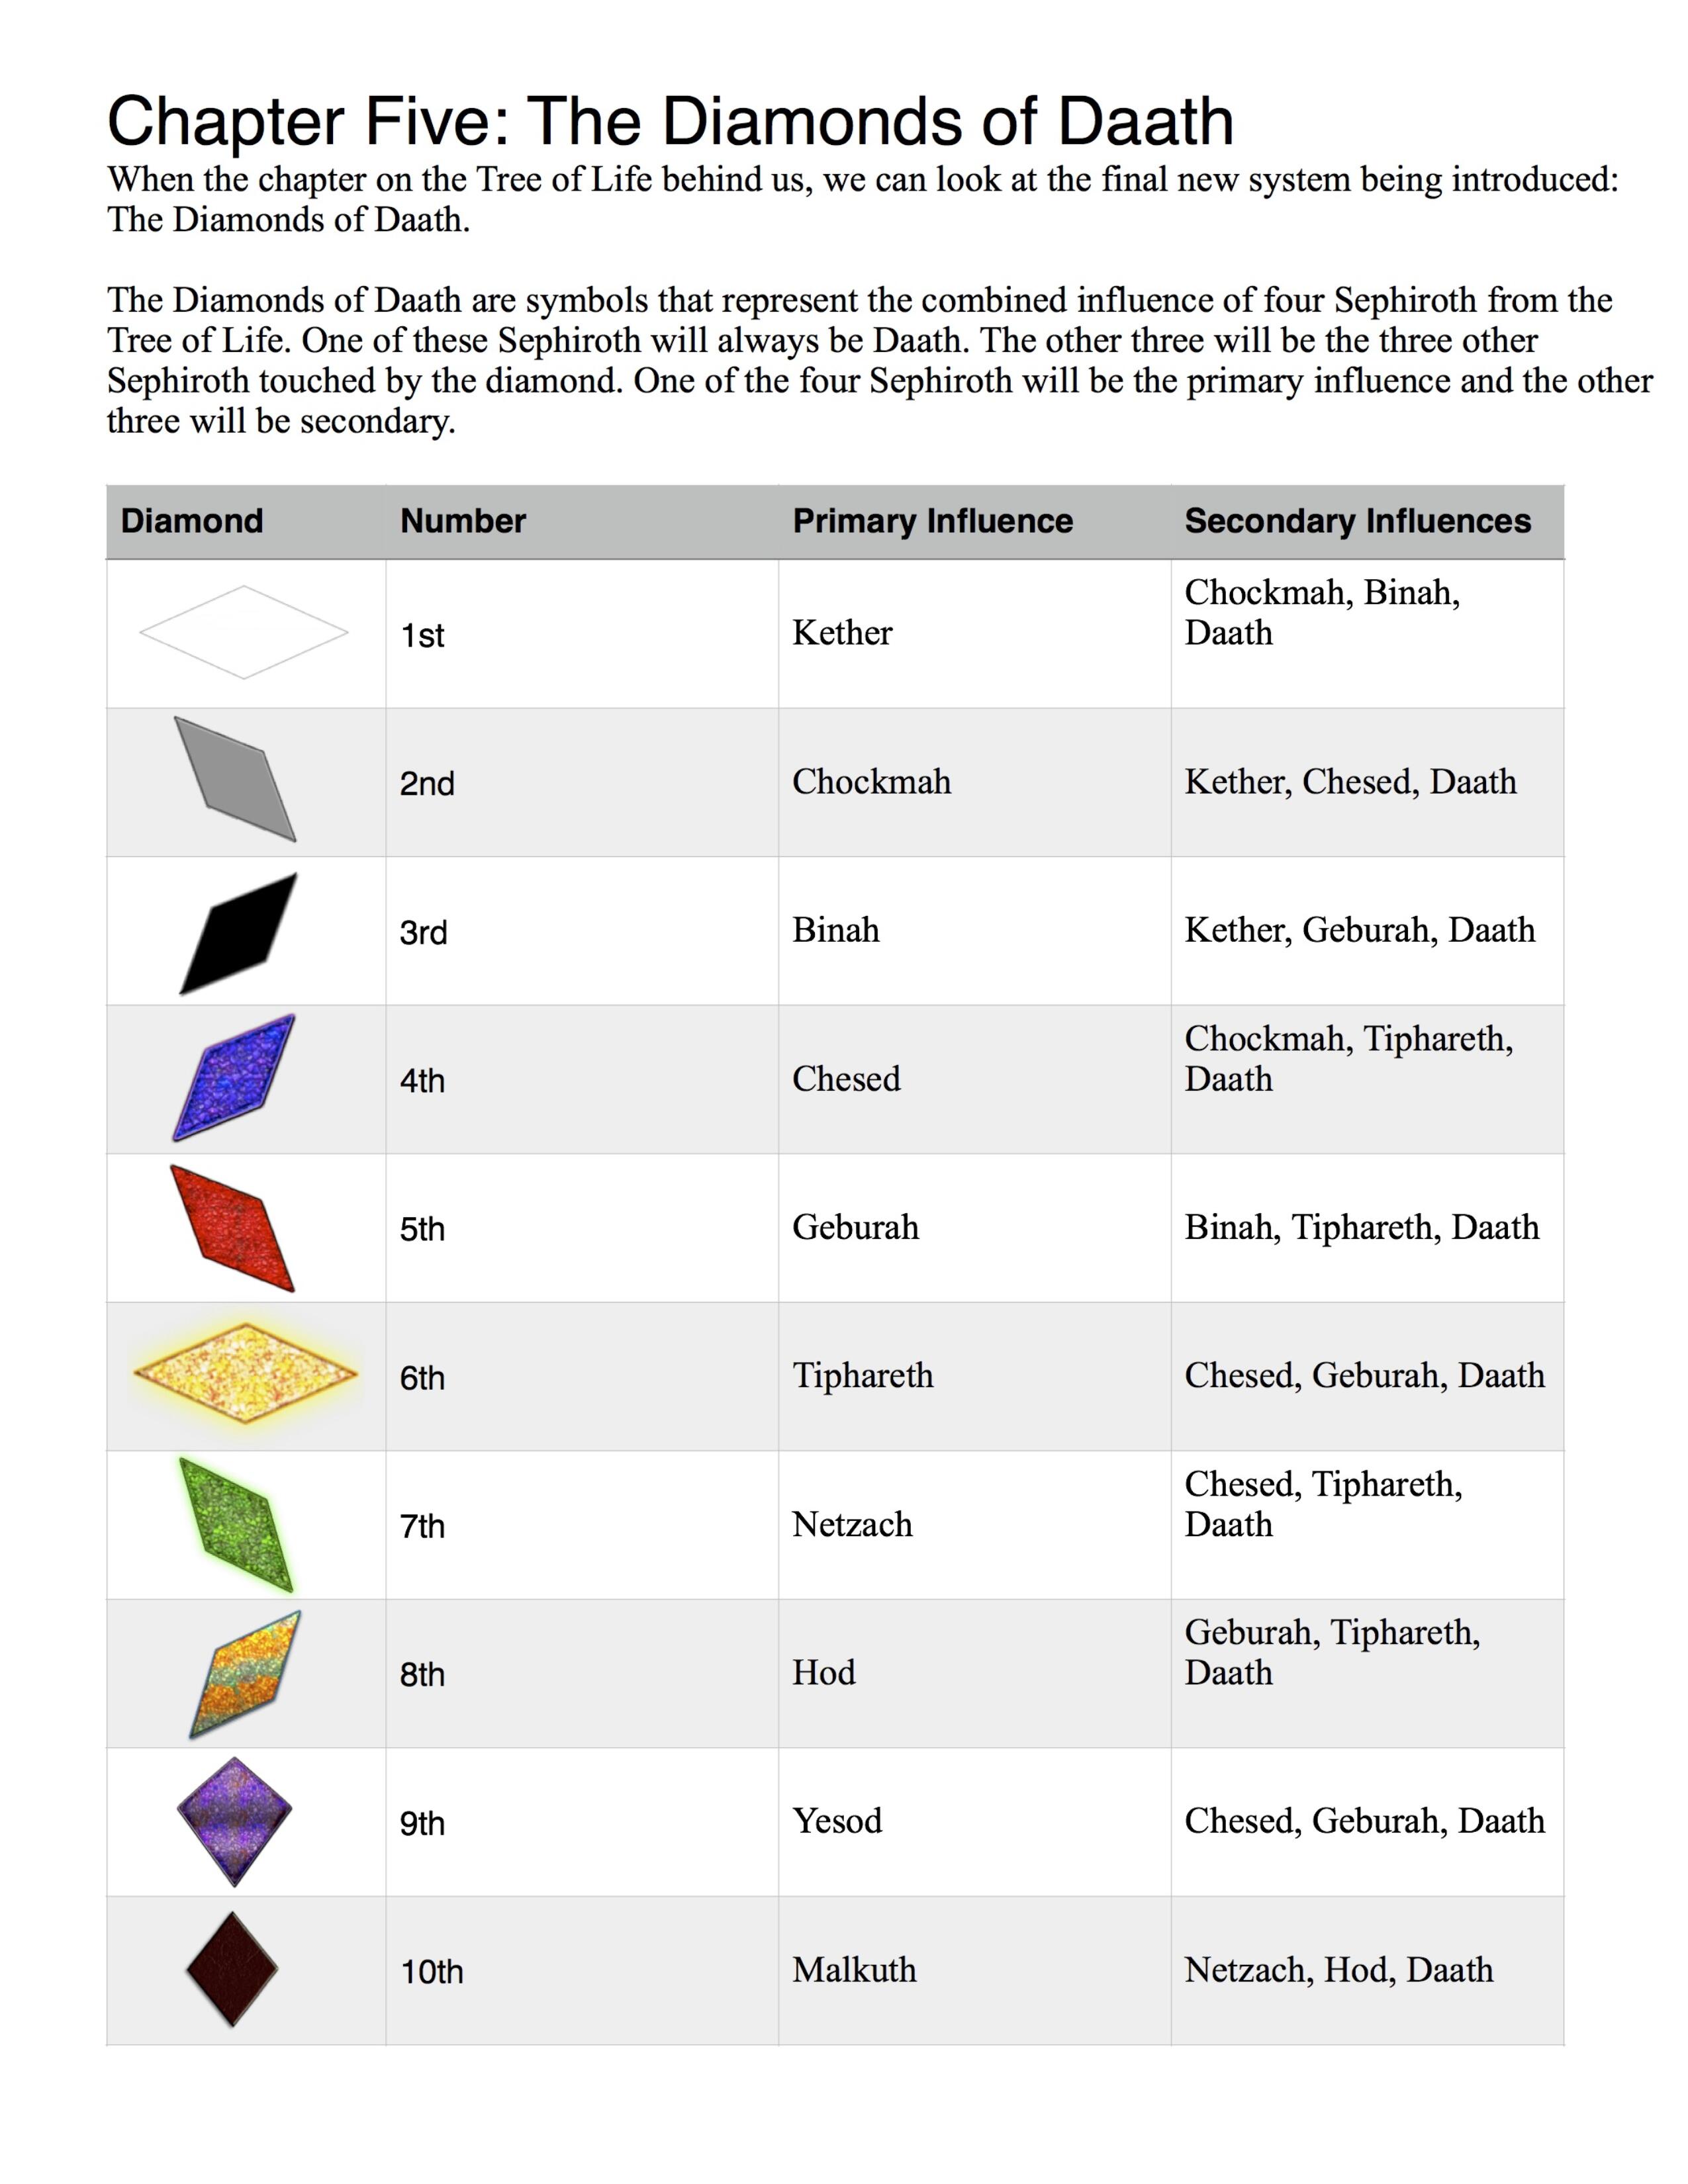 Chapter Five: The Diamonds of Daath
When the chapter on the Tree of Life behind us, we can look at the final new system being introduced:
The Diamonds of Daath.
The Diamonds of Daath are symbols that represent the combined influence of four Sephiroth from the
Tree of Life. One of these Sephiroth will always be Daath. The other three will be the three other
Sephiroth touched by the diamond. One of the four Sephiroth will be the primary influence and the other
three will be secondary.
Diamond Number Primary Influence Secondary Influences
1st Kether Chockmah, Binah,
Daath
2nd Chockmah Kether, Chesed, Daath
3rd Binah Kether, Geburah, Daath
4th Chesed Chockmah, Tiphareth,
Daath
5th Geburah Binah, Tiphareth, Daath
6th Tiphareth Chesed, Geburah, Daath
7th Netzach Chesed, Tiphareth,
Daath
8th Hod Geburah, Tiphareth,
Daath
9th Yesod Chesed, Geburah, Daath
10th Malkuth Netzach, Hod, Daath